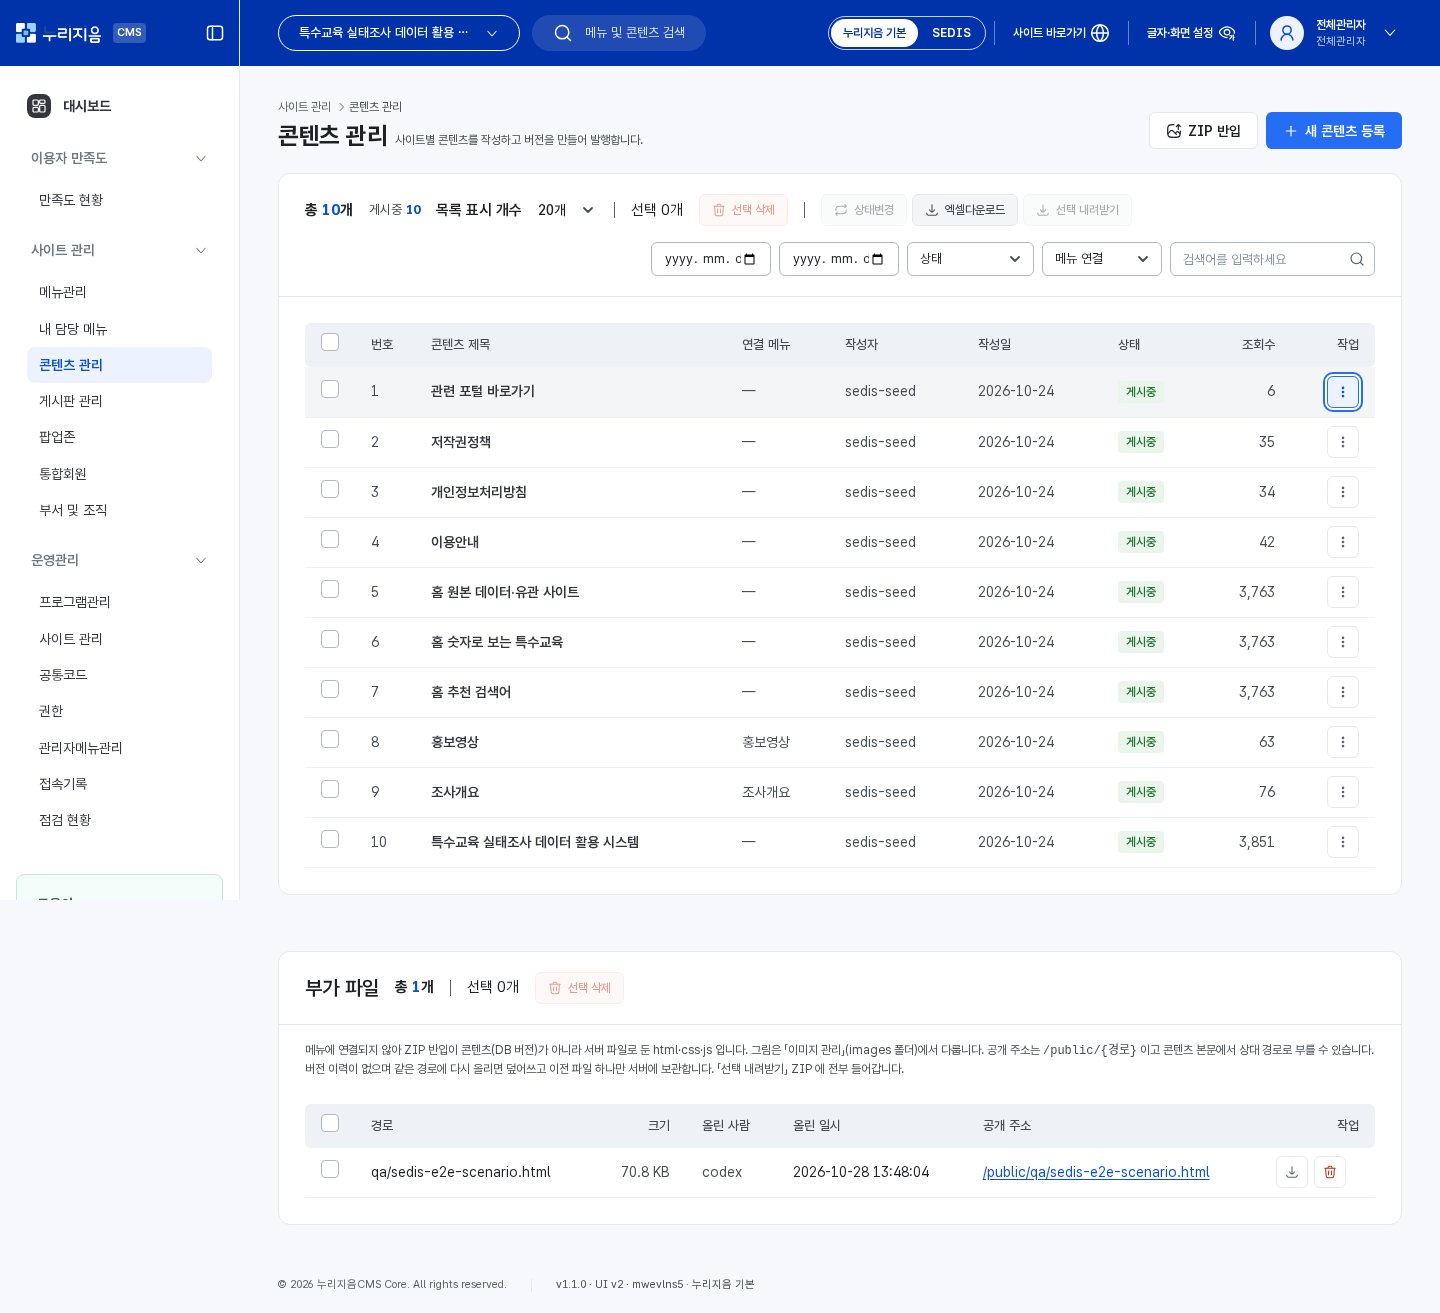 누리지음 CMS
특수교육 실태조사 데이터 활용 ···
메뉴 및 콘텐츠 검색
누리지음 기본 SEDIS
사이트 바로가기
글자·화면 설정
전체관리자
전체관리자
대시보드
이용자 만족도
만족도 현황
사이트 관리
메뉴관리
내 담당 메뉴
콘텐츠 관리
게시판 관리
팝업존
통합회원
부서 및 조직
운영관리
프로그램관리
사이트 관리
공통코드
권한
관리자메뉴관리
접속기록
점검 현황
사이트 관리 > 콘텐츠 관리
콘텐츠 관리 사이트별 콘텐츠를 작성하고 버전을 만들어 발행합니다.
ZIP 반입
새 콘텐츠 등록
총 10개 게시중 10 목록 표시 개수 20개 선택 0개 선택 삭제 상태변경 엑셀다운로드 선택 내려받기
yyyy. mm. d yyyy. mm. d 상태 메뉴 연결 검색어를 입력하세요
번호 콘텐츠 제목 연결 메뉴 작성자 작성일 상태 조회수 작업
1 관련 포털 바로가기 — sedis-seed 2026-10-24 게시중 6
2 저작권정책 — sedis-seed 2026-10-24 게시중 35
3 개인정보처리방침 — sedis-seed 2026-10-24 게시중 34
4 이용안내 — sedis-seed 2026-10-24 게시중 42
5 홈 원본 데이터·유관 사이트 — sedis-seed 2026-10-24 게시중 3,763
6 홈 숫자로 보는 특수교육 — sedis-seed 2026-10-24 게시중 3,763
7 홈 추천 검색어 — sedis-seed 2026-10-24 게시중 3,763
8 홍보영상 홍보영상 sedis-seed 2026-10-24 게시중 63
9 조사개요 조사개요 sedis-seed 2026-10-24 게시중 76
10 특수교육 실태조사 데이터 활용 시스템 — sedis-seed 2026-10-24 게시중 3,851
부가 파일 총 1개 선택 0개 선택 삭제
메뉴에 연결되지 않아 ZIP 반입이 콘텐츠(DB 버전)가 아니라 서버 파일로 둔 html·css·js 입니다. 그림은 「이미지 관리」(images 폴더)에서 다룹니다. 공개 주소는 /public/{경로} 이고 콘텐츠 본문에서 상대 경로로 부를 수 있습니다.
버전 이력이 없으며 같은 경로에 다시 올리면 덮어쓰고 이전 파일 하나만 서버에 보관합니다. 「선택 내려받기」 ZIP 에 전부 들어갑니다.
경로 크기 올린 사람 올린 일시 공개 주소 작업
qa/sedis-e2e-scenario.html 70.8 KB codex 2026-10-28 13:48:04 /public/qa/sedis-e2e-scenario.html
© 2026 누리지음CMS Core. All rights reserved.
v1.1.0 · UI v2 · mwevlns5 · 누리지음 기본